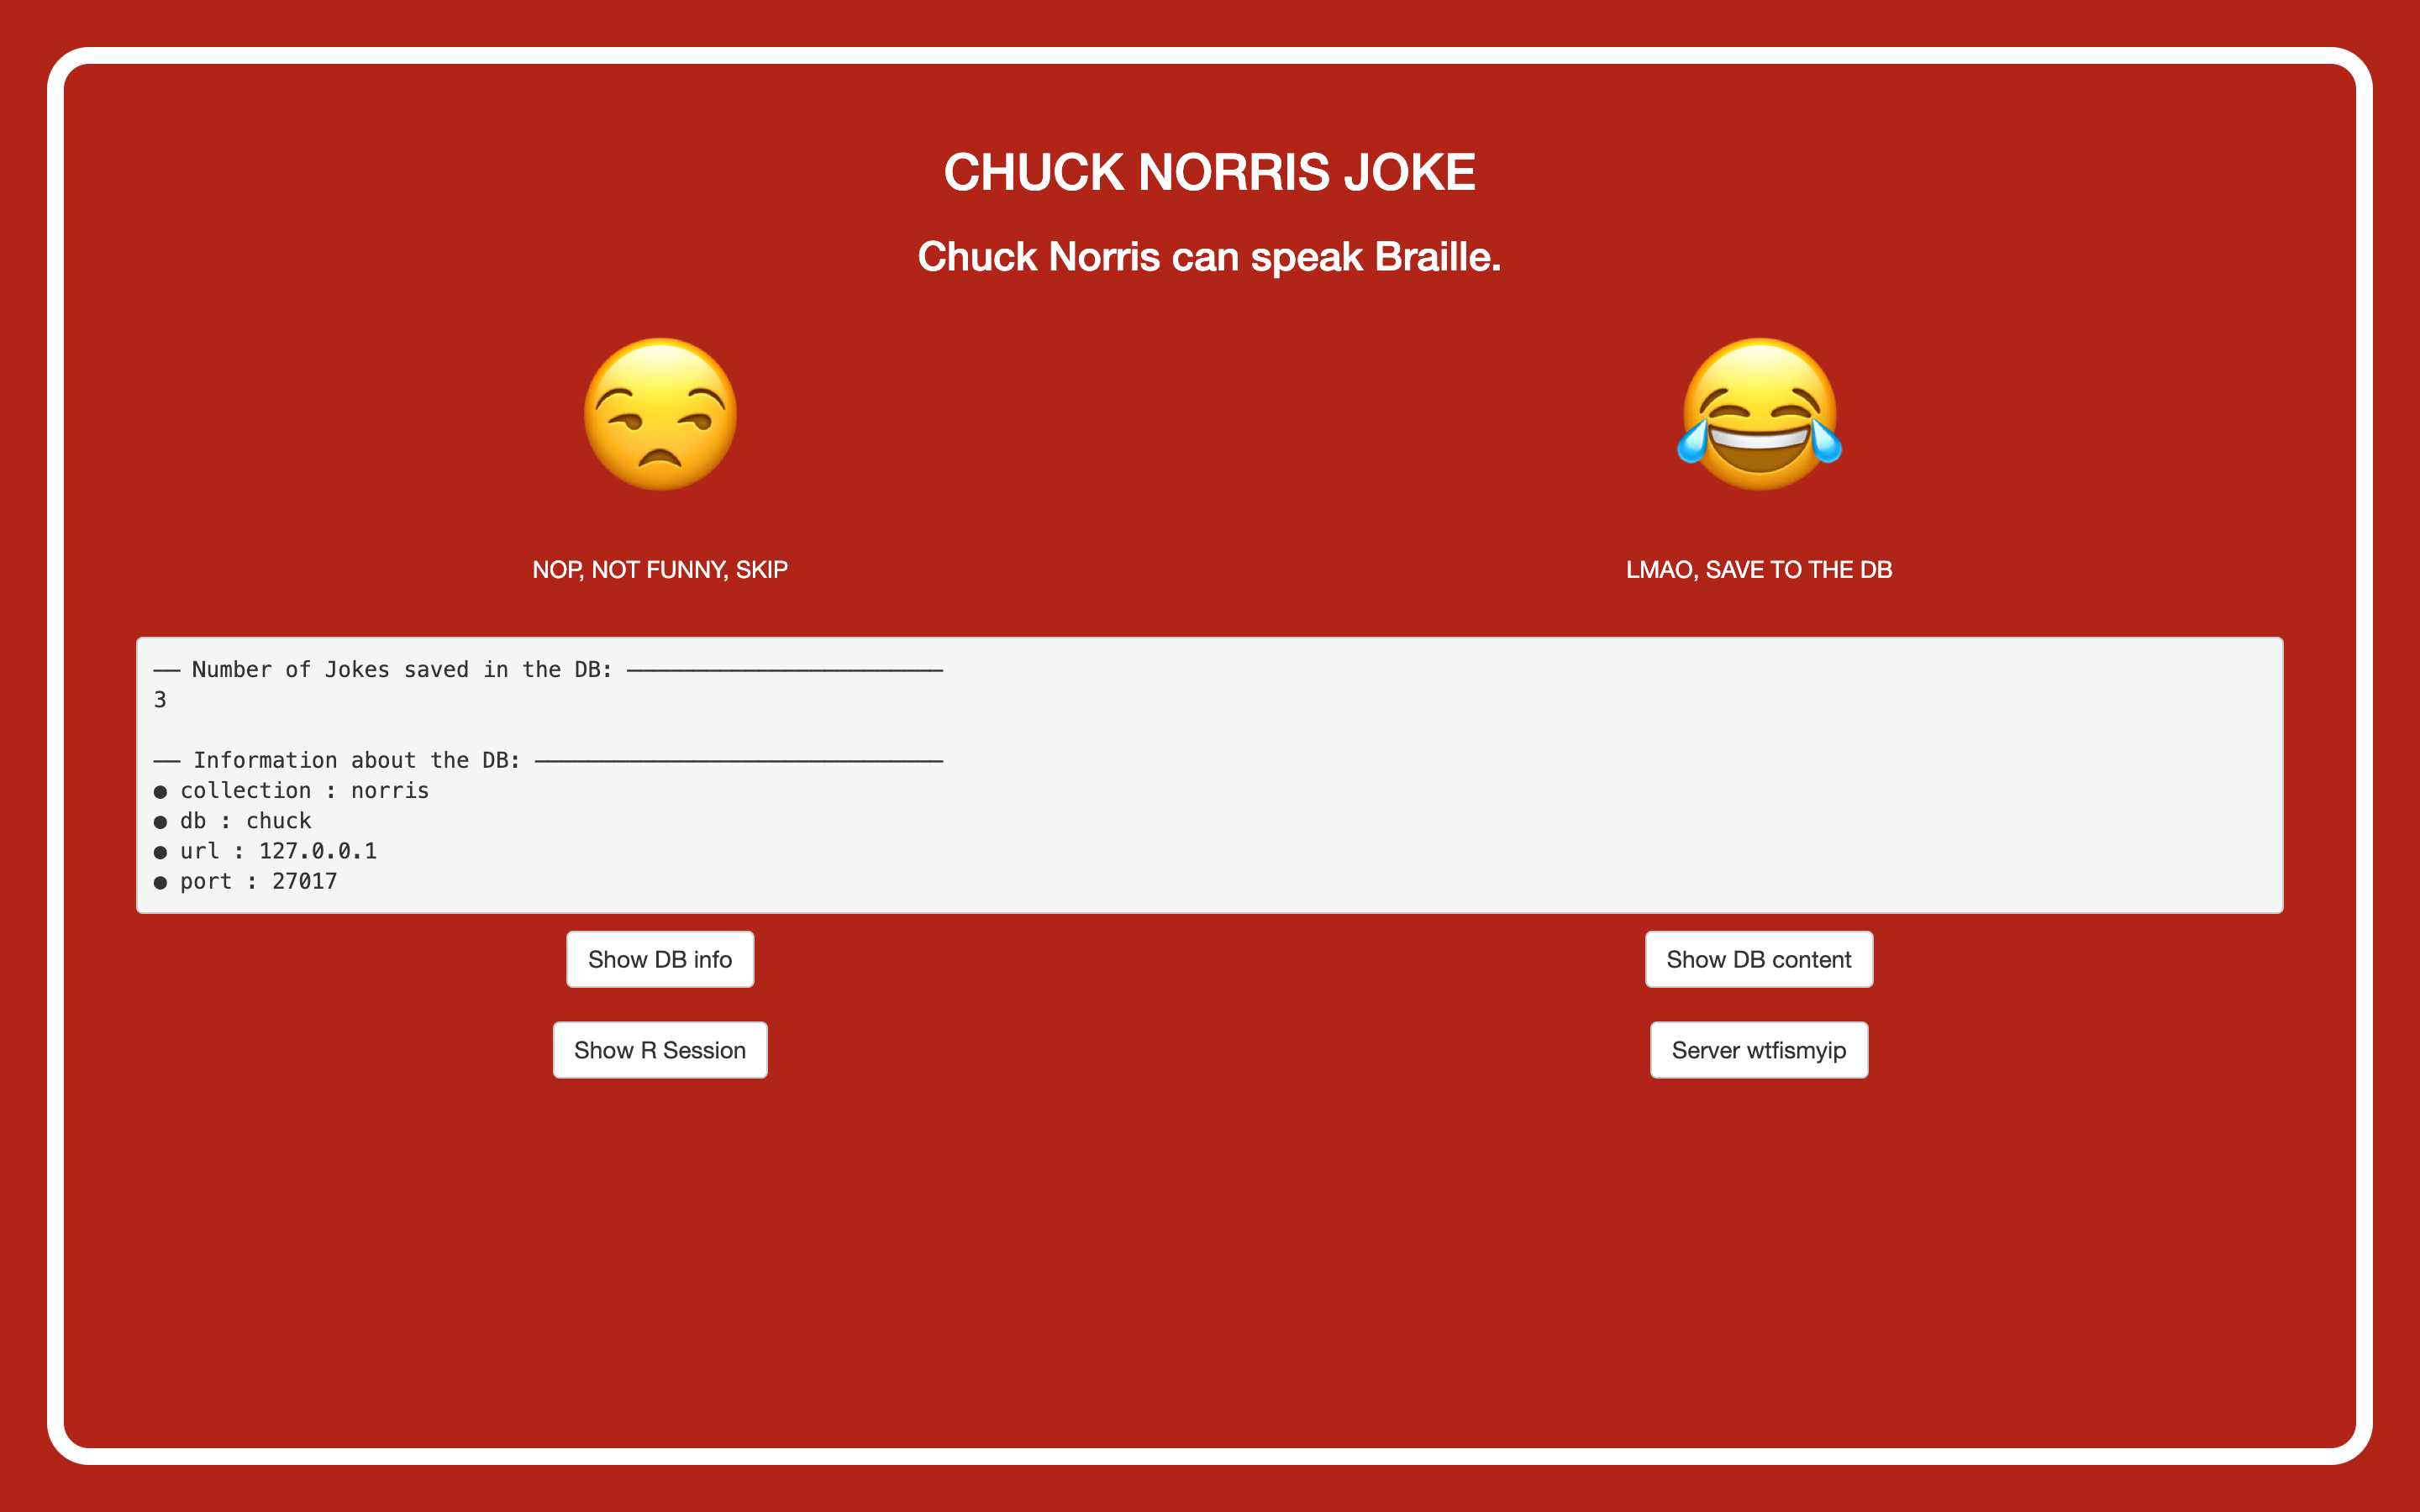 CHUCK NORRIS JOKE
Chuck Norris can speak Braille.
NOP, NOT FUNNY, SKIP
LMAO, SAVE TO THE DB
── Number of Jokes saved in the DB: ────────────────────────
3
── Information about the DB: ───────────────────────────────
● collection : norris
● db : chuck
● url : 127.0.0.1
● port : 27017
Show DB info
Show DB content
Show R Session
Server wtfismyip